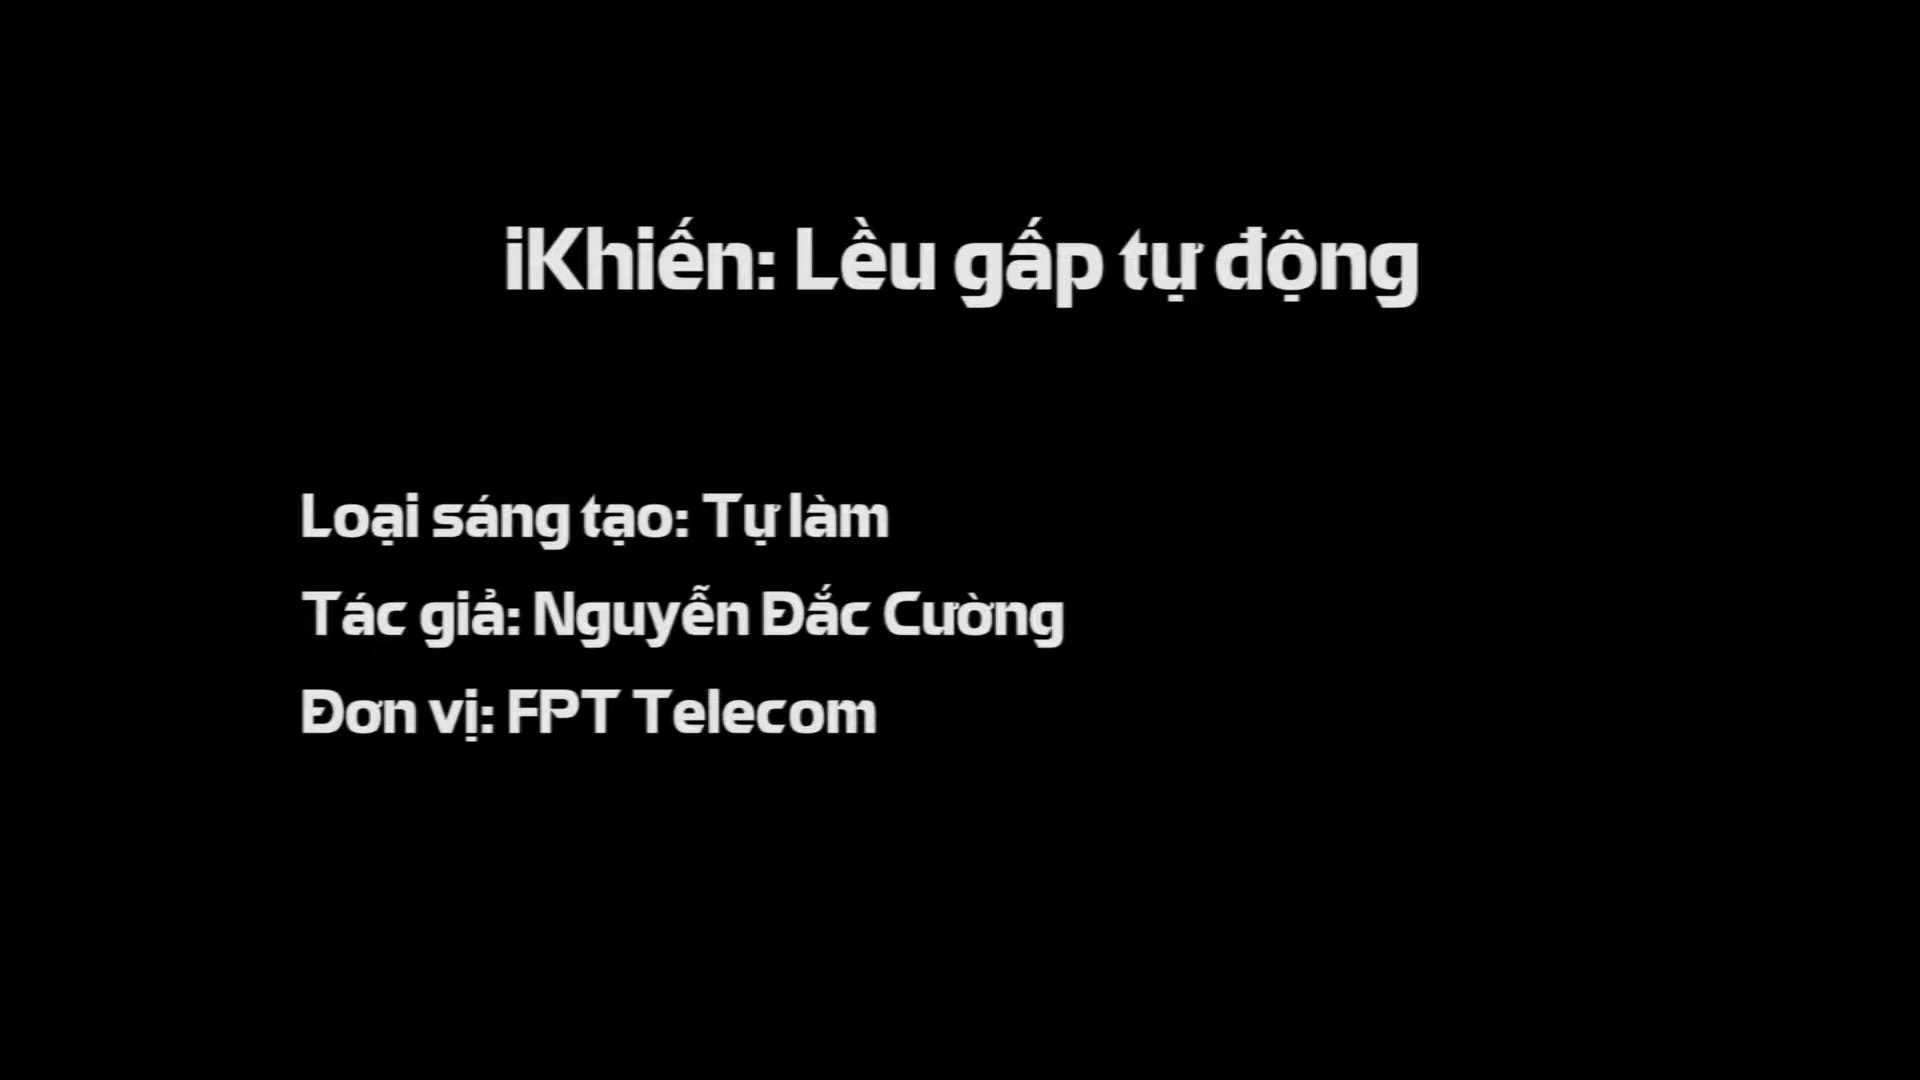 iKhiến: Lều gấp tự động
Loại sáng tạo: Tự làm
Tác giả: Nguyễn Đắc Cường
Đơn vị: FPT Telecom